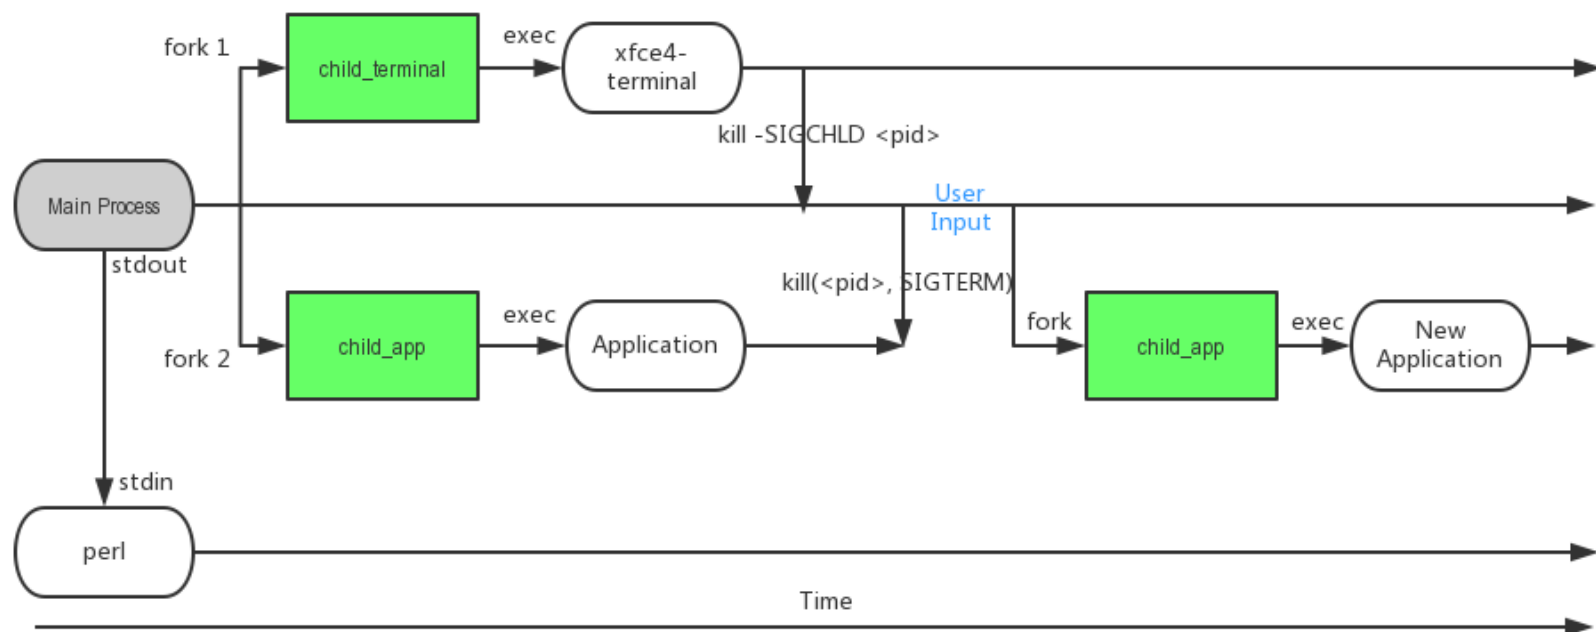 fork 1
child_terminal
exec
xfce4-
terminal
kill -SIGCHLD <pid>
Main Process
User
Input
stdout
kill(<pid>, SIGTERM)
fork 2
child_app
exec
Application
fork
child_app
exec
New
Application
stdin
perl
Time